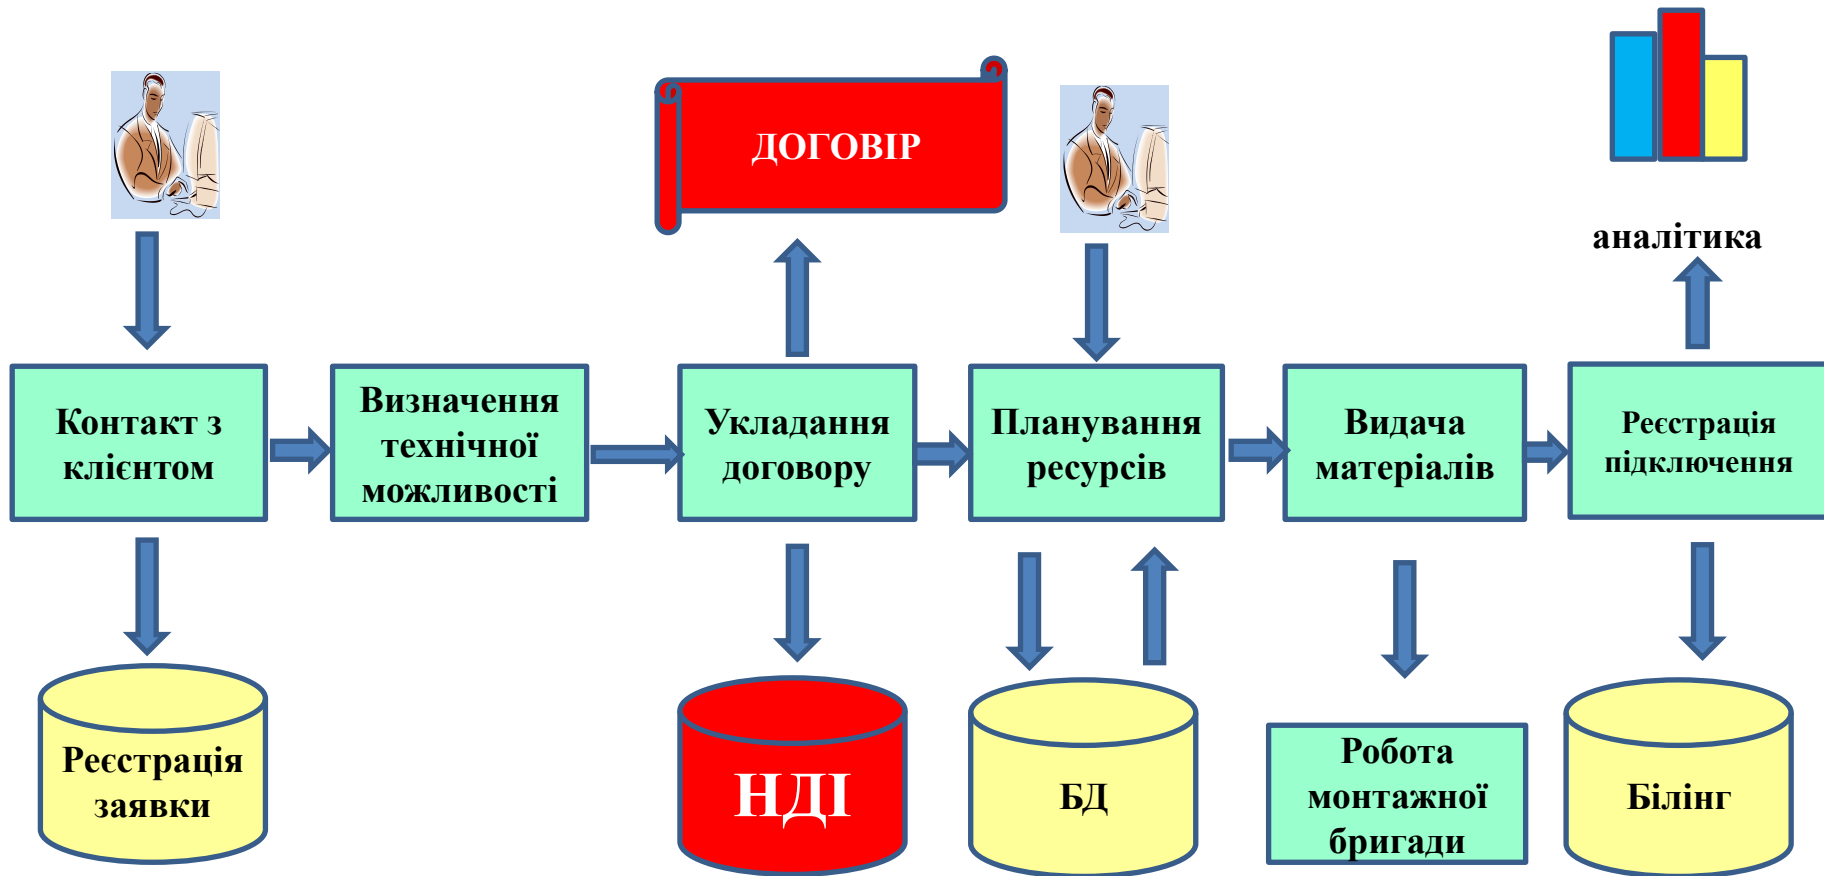 ДОГОВІР
аналітика
Контакт з
клієнтом
Визначення
технічної
можливості
Укладання
договору
Планування
ресурсів
Видача
матеріалів
Реєстрація
підключення
Реєстрація
заявки
НДІ
БД
Робота
монтажної
бригади
Білінг